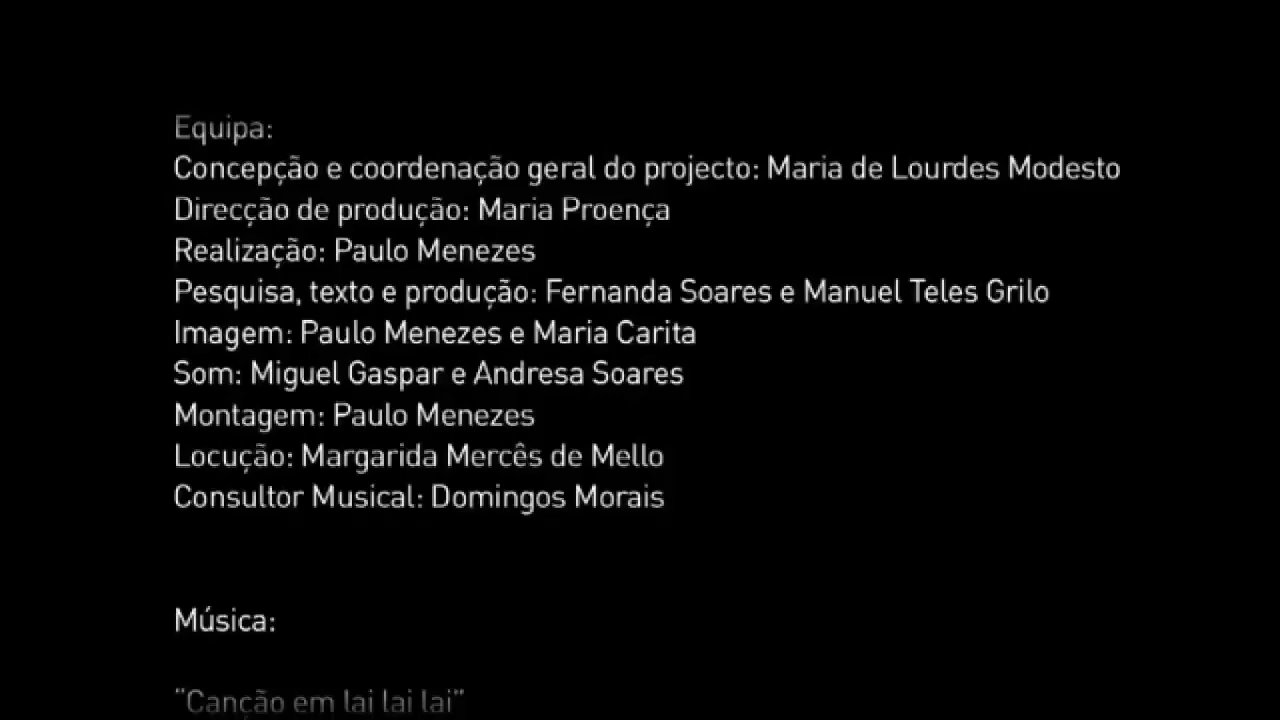 Equipa:
Concepção e coordenação geral do projecto: Maria de Lourdes Modesto
Direcção de produção: Maria Proença
Realização: Paulo Menezes
Pesquisa, texto e produção: Fernanda Soares e Manuel Teles Grilo
Imagem: Paulo Menezes e Maria Carita
Som: Miguel Gaspar e Andresa Soares
Montagem: Paulo Menezes
Locução: Margarida Mercês de Mello
Consultor Musical: Domingos Morais
Música:
"Canção em lai lai lai"